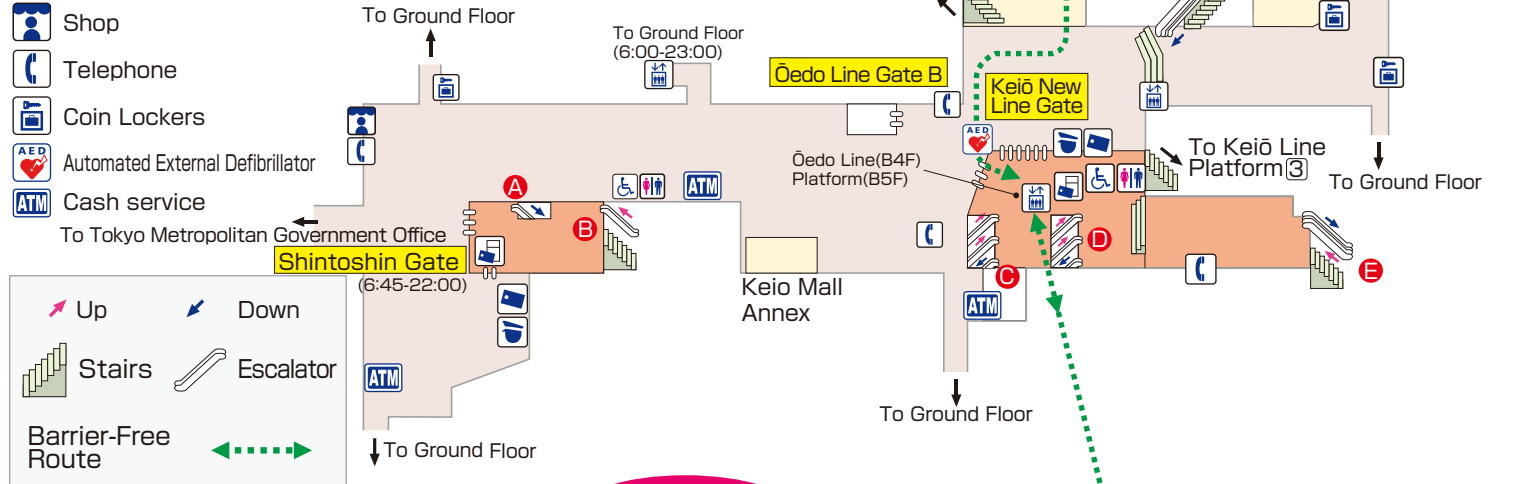 Shop
Telephone
Coin Lockers
AED
Automated External Defibrillator
ATM
Cash service
To Ground Floor
To Ground Floor
(6:00-23:00)
Ōedo Line Gate B
Keiō New
Line Gate
AED
Ōedo Line(B4F)
Platform(B5F)
To Keiō Line
Platform 3
To Ground Floor
A
B
ATM
To Tokyo Metropolitan Government Office
Shintoshin Gate
(6:45-22:00)
C
D
E
Keio Mall
Annex
ATM
ATM
To Ground Floor
To Ground Floor
Up
Down
Stairs
Escalator
Barrier-Free
Route